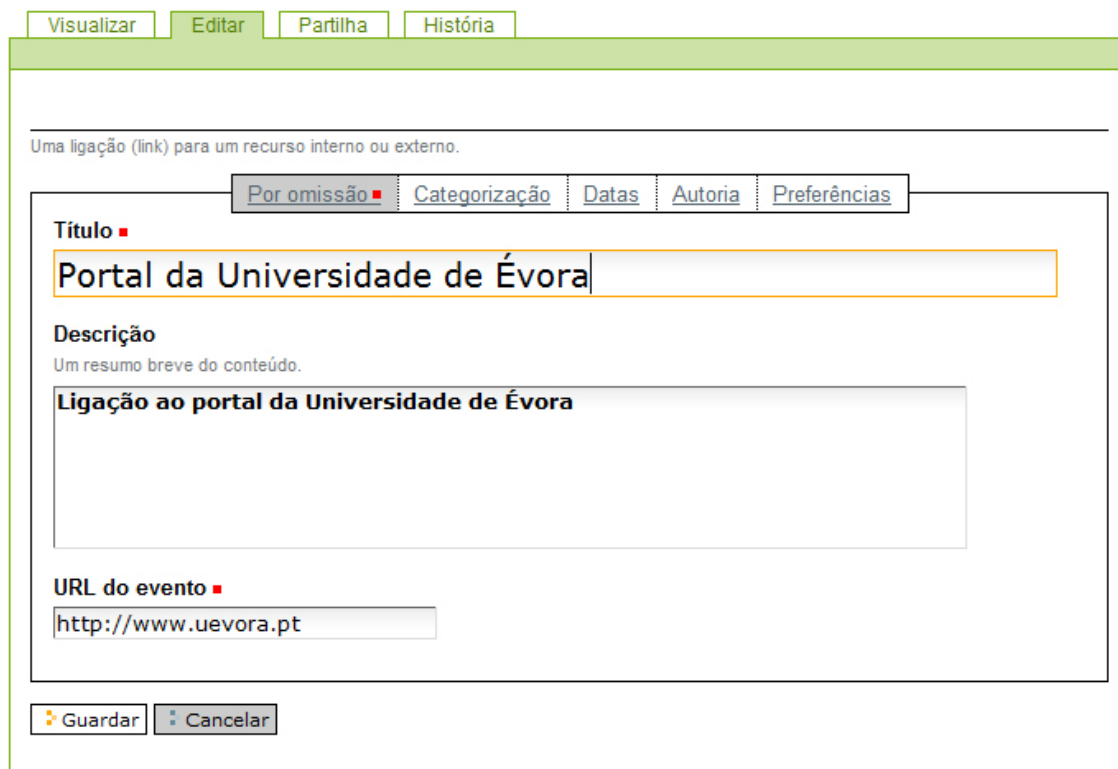 Visualizar Editar Partilha História
Uma ligação (link) para um recurso interno ou externo.
Por omissão Categorização Datas Autoria Preferências
Título
Portal da Universidade de Évora
Descrição
Um resumo breve do conteúdo.
Ligação ao portal da Universidade de Évora
URL do evento
http://www.uevora.pt
Guardar Cancelar